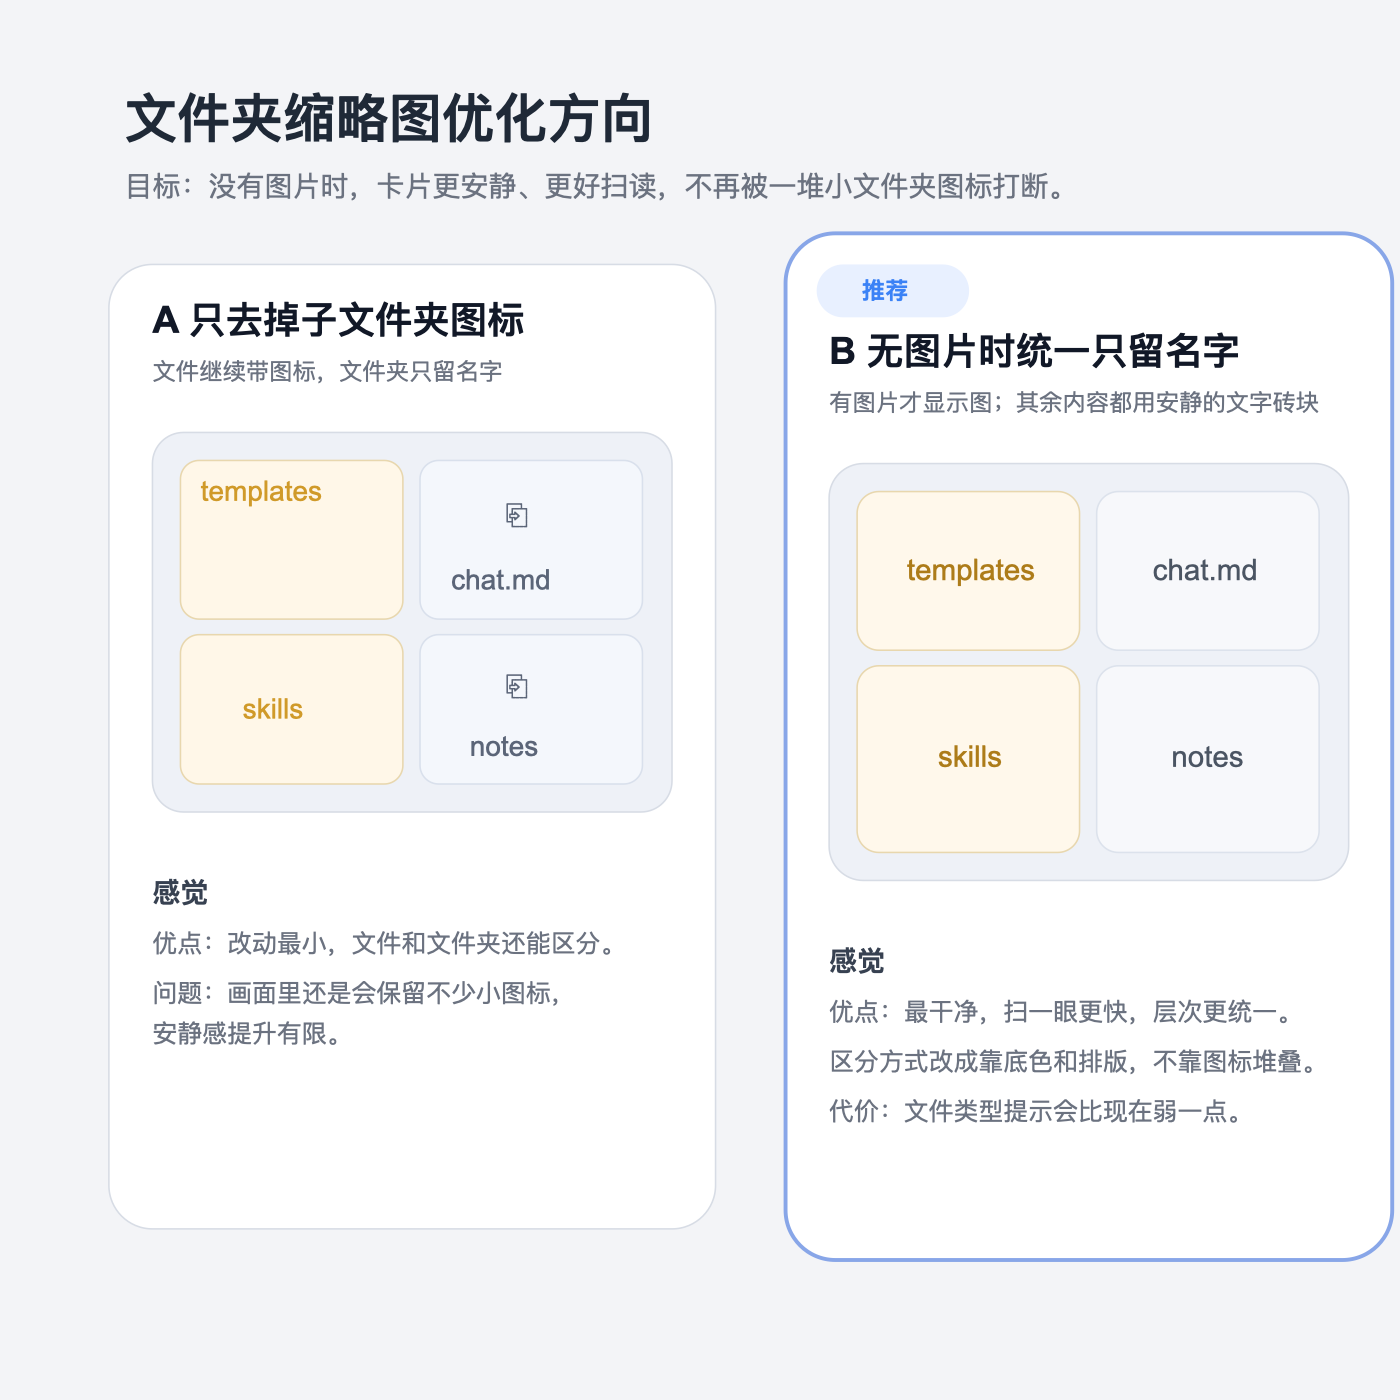 文件夹缩略图优化方向
目标：没有图片时，卡片更安静、更好扫读，不再被一堆小文件夹图标打断。
A 只去掉子文件夹图标
文件继续带图标，文件夹只留名字
templates
chat.md
skills
notes
感觉
优点：改动最小，文件和文件夹还能区分。
问题：画面里还是会保留不少小图标，
安静感提升有限。
推荐
B 无图片时统一只留名字
有图片才显示图；其余内容都用安静的文字砖块
templates
chat.md
skills
notes
感觉
优点：最干净，扫一眼更快，层次更统一。
区分方式改成靠底色和排版，不靠图标堆叠。
代价：文件类型提示会比现在弱一点。